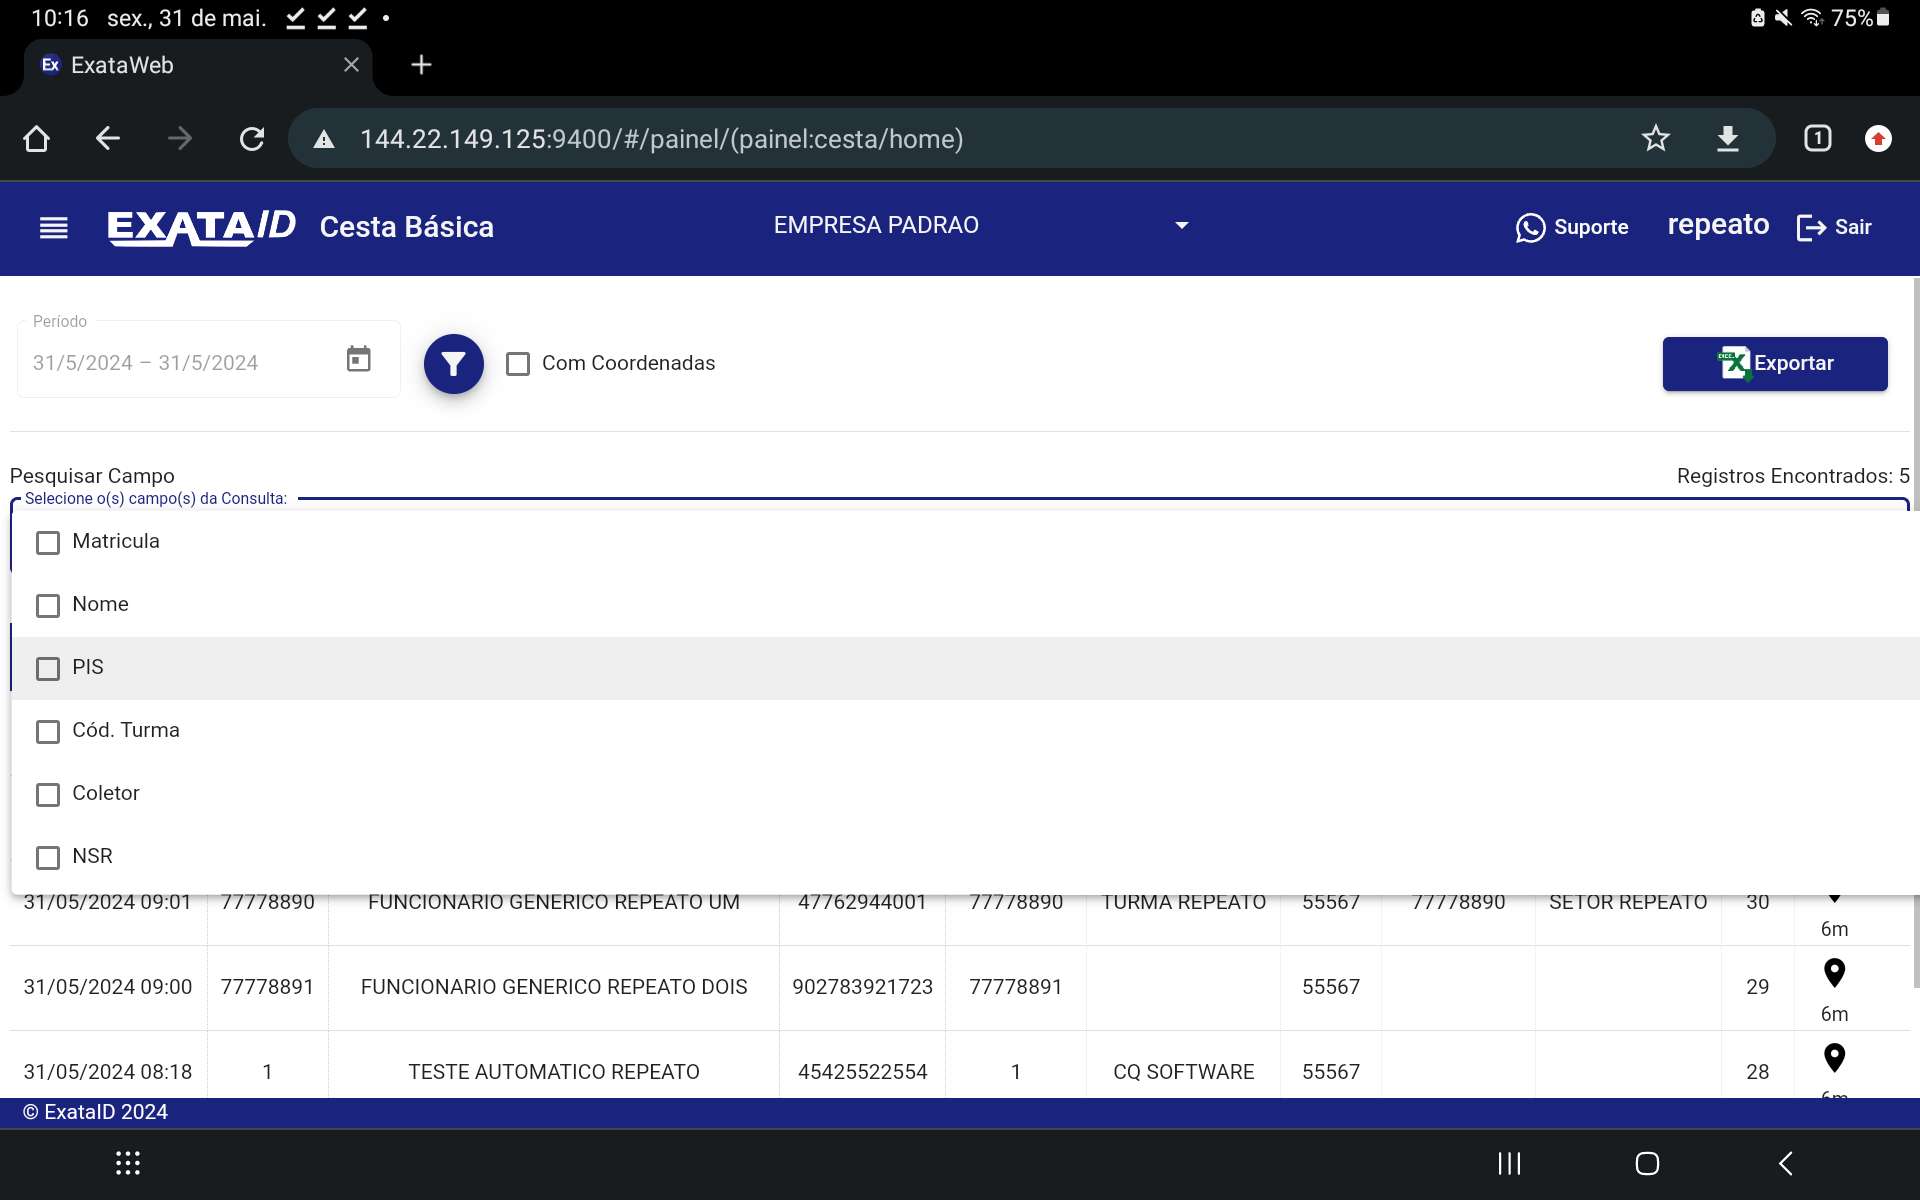 10:16 sex., 31 de mai.
75%
Ex ExataWeb
144.22.149.125:9400/#/painel/(painel:cesta/home)
1
EXATA ID Cesta Básica EMPRESA PADRAO Suporte repeato Sair
Período
31/5/2024 – 31/5/2024
Com Coordenadas
Exportar
Pesquisar Campo
Registros Encontrados: 5
Selecione o(s) campo(s) da Consulta:
Matricula
Nome
PIS
Cód. Turma
Coletor
NSR
31/05/2024 09:01 77778890 FUNCIONARIO GENERICO REPEATO UM 47762944001 77778890 TURMA REPEATO 55567 77778890 SETOR REPEATO 30
6m
31/05/2024 09:00 77778891 FUNCIONARIO GENERICO REPEATO DOIS 902783921723 77778891 55567 29
6m
31/05/2024 08:18 1 TESTE AUTOMATICO REPEATO 45425522554 1 CQ SOFTWARE 55567 28
6m
© ExataID 2024